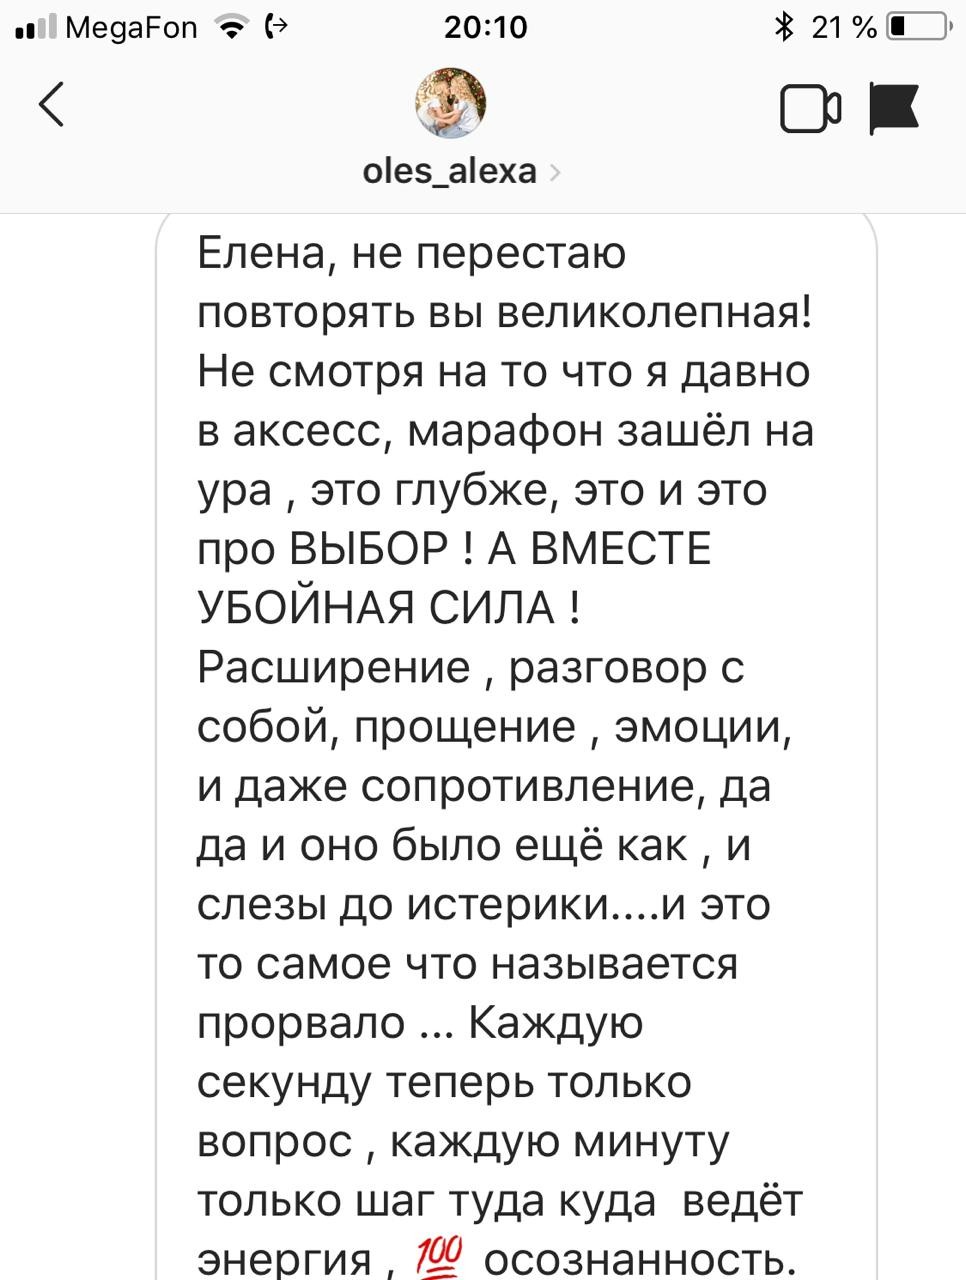 MegaFon 20:10 21 %
oles_alexa
Елена, не перестаю
повторять вы великолепная!
Не смотря на то что я давно
в аксесс, марафон зашёл на
ура , это глубже, это и это
про ВЫБОР ! А ВМЕСТЕ
УБОЙНАЯ СИЛА !
Расширение , разговор с
собой, прощение , эмоции,
и даже сопротивление, да
да и оно было ещё как , и
слезы до истерики....и это
то самое что называется
прорвало ... Каждую
секунду теперь только
вопрос , каждую минуту
только шаг туда куда  ведёт
энергия , 💯 осознанность.